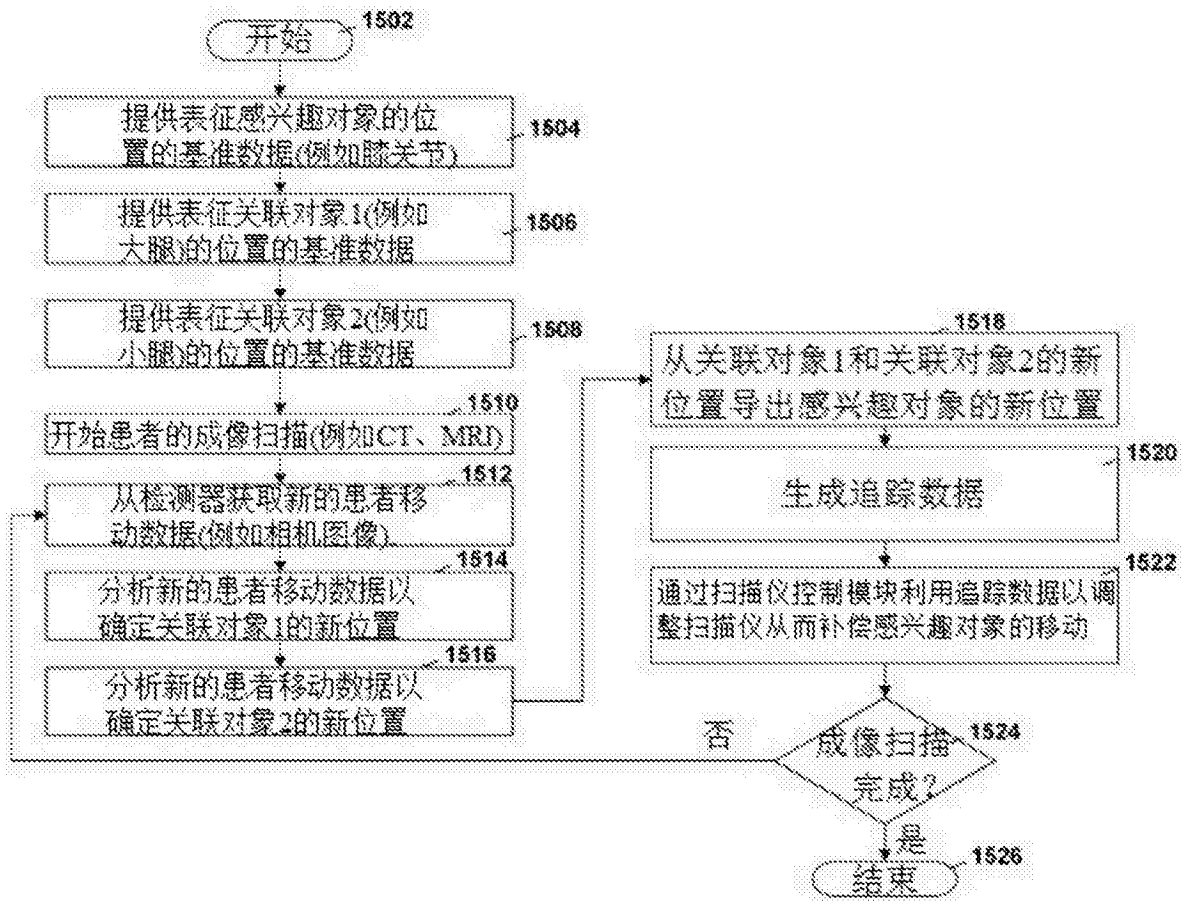 1502
开始
提供表征感兴趣对象的位
置的基准数据(例如膝关节)
1504
提供表征关联对象1(例如
大腿)的位置的基准数据
1506
提供表征关联对象2(例如
小腿)的位置的基准数据
1508
1510
开始患者的成像扫描(例如CT、MRI)
1512
从检测器获取新的患者移
动数据(例如相机图像)
1514
分析新的患者移动数据以
确定关联对象1的新位置
1516
分析新的患者移动数据以
确定关联对象2的新位置
1518
从关联对象1和关联对象2的新
位置导出感兴趣对象的新位置
1520
生成追踪数据
1522
通过扫描仪控制模块利用追踪数据以调
整扫描仪从而补偿感兴趣对象的移动
1524
成像扫描
完成?
否
是
1526
结束